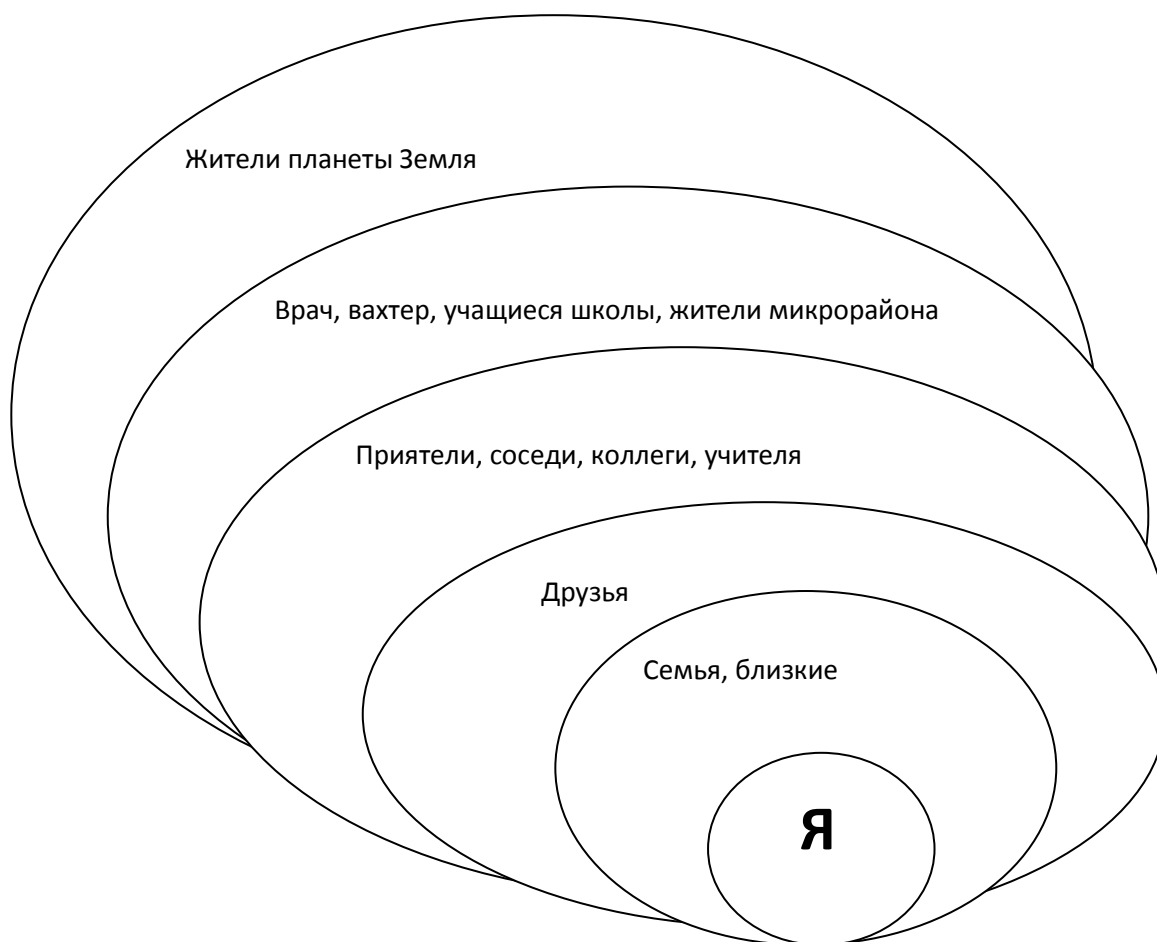 Жители планеты Земля
Врач, вахтер, учащиеся школы, жители микрорайона
Приятели, соседи, коллеги, учителя
Друзья
Семья, близкие
Я